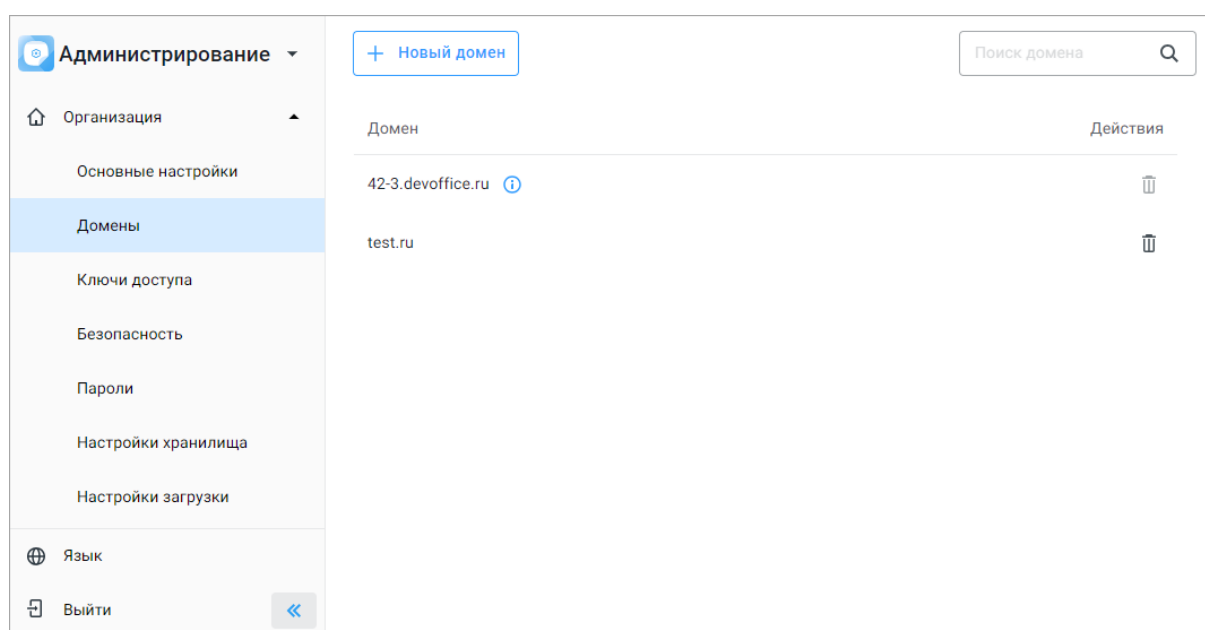 Администрирование
Организация
Основные настройки
Домены
Ключи доступа
Безопасность
Пароли
Настройки хранилища
Настройки загрузки
Язык
Выйти
Новый домен
Поиск домена
Домен Действия
42-3.devoffice.ru
test.ru